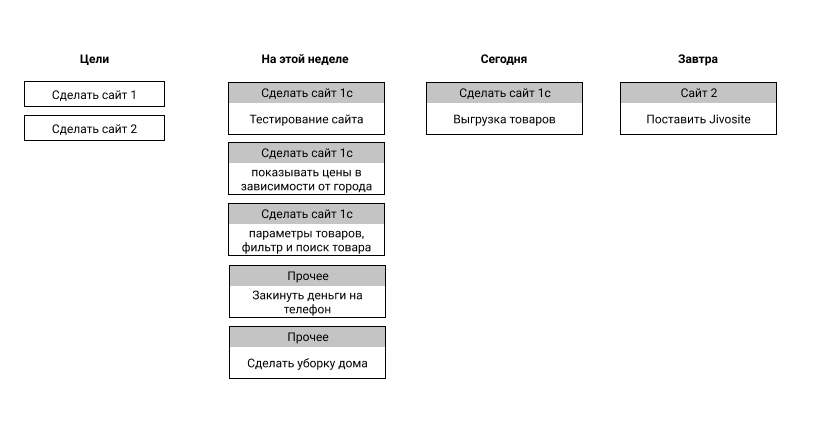 Цели
Сделать сайт 1
Сделать сайт 2
На этой неделе
Сделать сайт 1с
Тестирование сайта
Сделать сайт 1с
показывать цены в
зависимости от города
Сделать сайт 1с
параметры товаров,
фильтр и поиск товара
Прочее
Закинуть деньги на
телефон
Прочее
Сделать уборку дома
Сегодня
Сделать сайт 1с
Выгрузка товаров
Завтра
Сайт 2
Поставить Jivosite